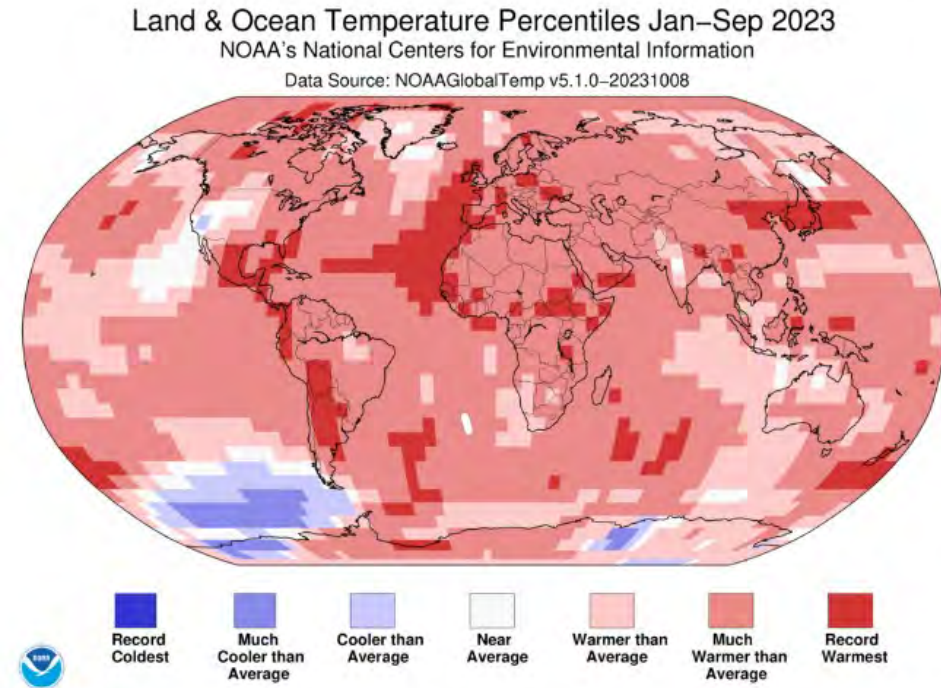 Land & Ocean Temperature Percentiles Jan–Sep 2023
NOAA's National Centers for Environmental Information
Data Source: NOAAGlobalTemp v5.1.0–20231008
Record
Coldest
Much
Cooler than
Average
Cooler than
Average
Near
Average
Warmer than
Average
Much
Warmer than
Average
Record
Warmest